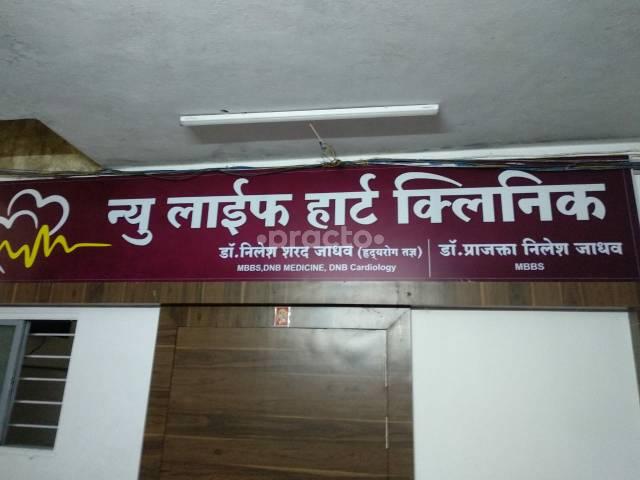 न्यु लाईफ हार्ट क्लिनिक
डॉ.निलेश शरद जाधव (हृदयरोग तज्ञ)
MBBS,DNB MEDICINE, DNB Cardiology
डॉ.प्राजक्ता निलेश जाधव
MBBS
practo